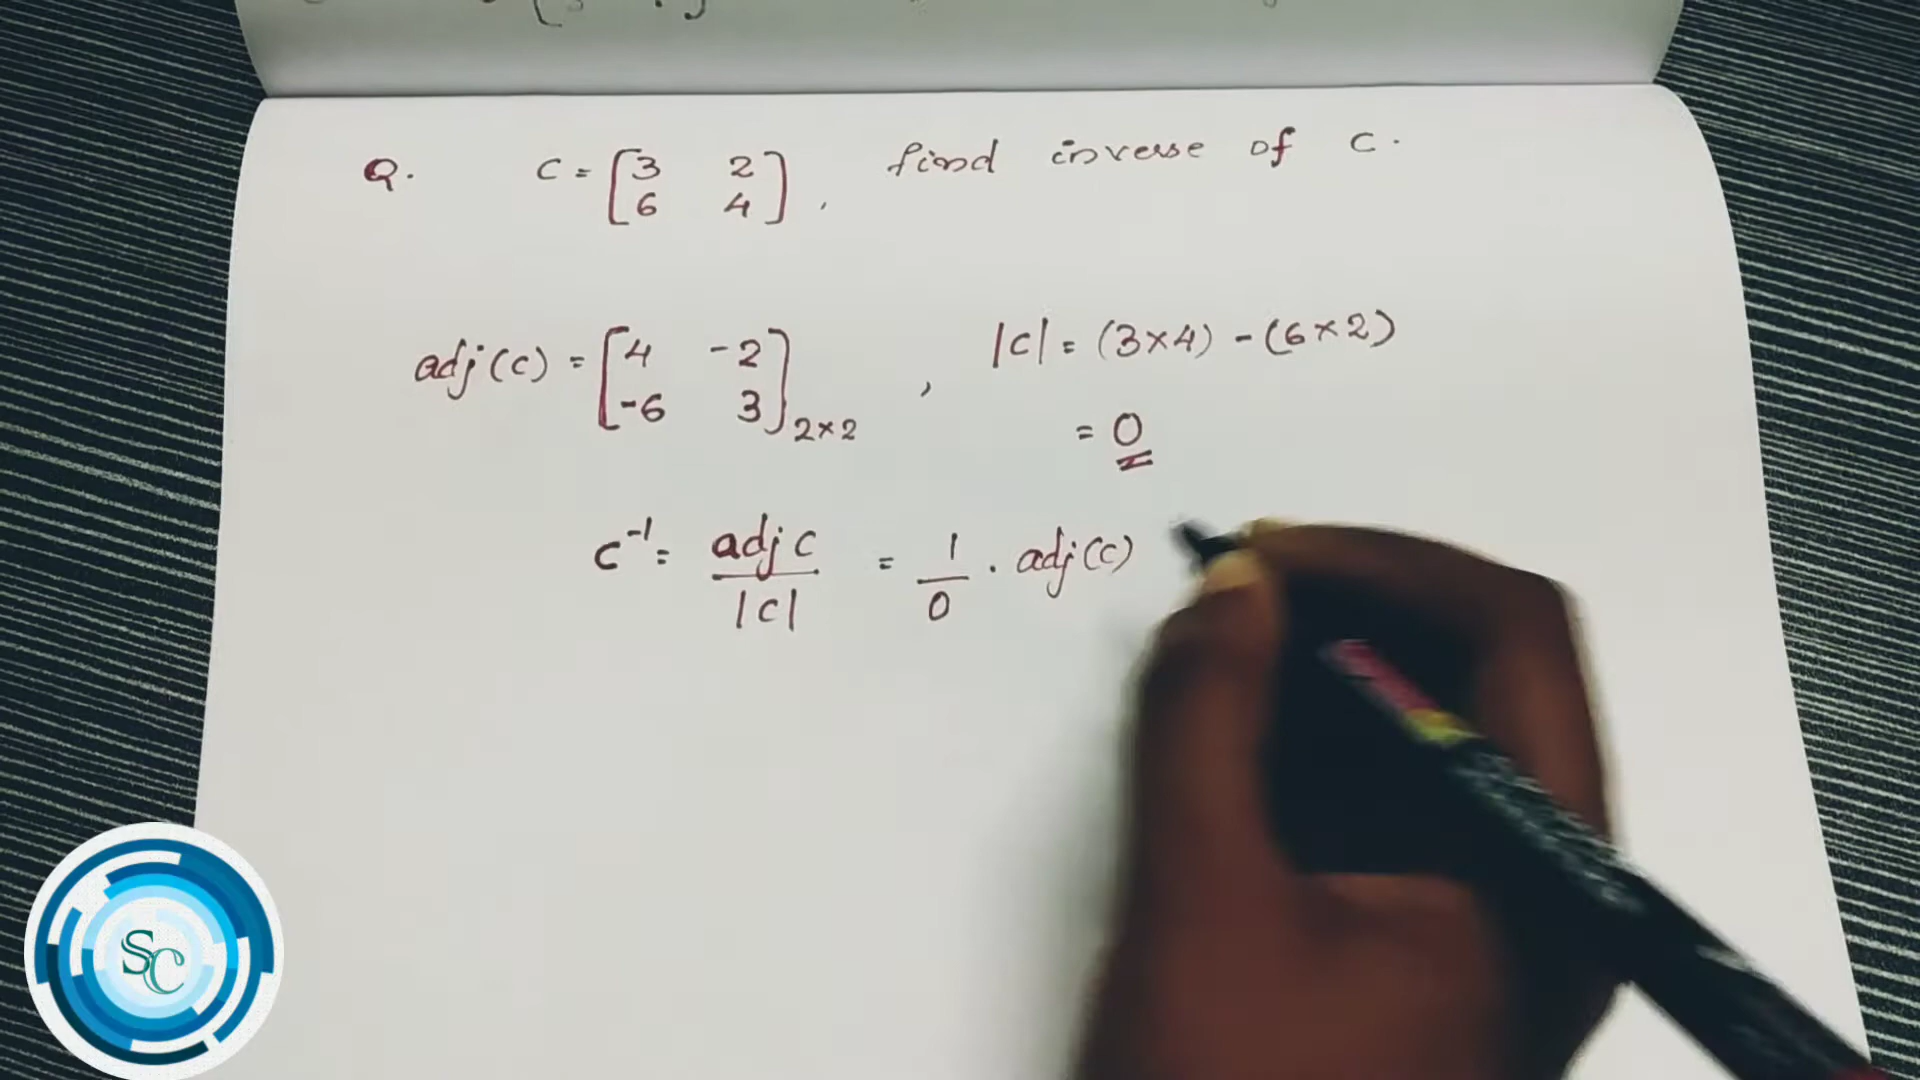 Q. C = [3 2 6 4], find inverse of C.
adj(C) = [4 -2 -6 3]2×2 , |C| = (3×4) - (6×2)
= 0
C⁻¹ = adj C / |C| = 1/0 . adj(C)
SC